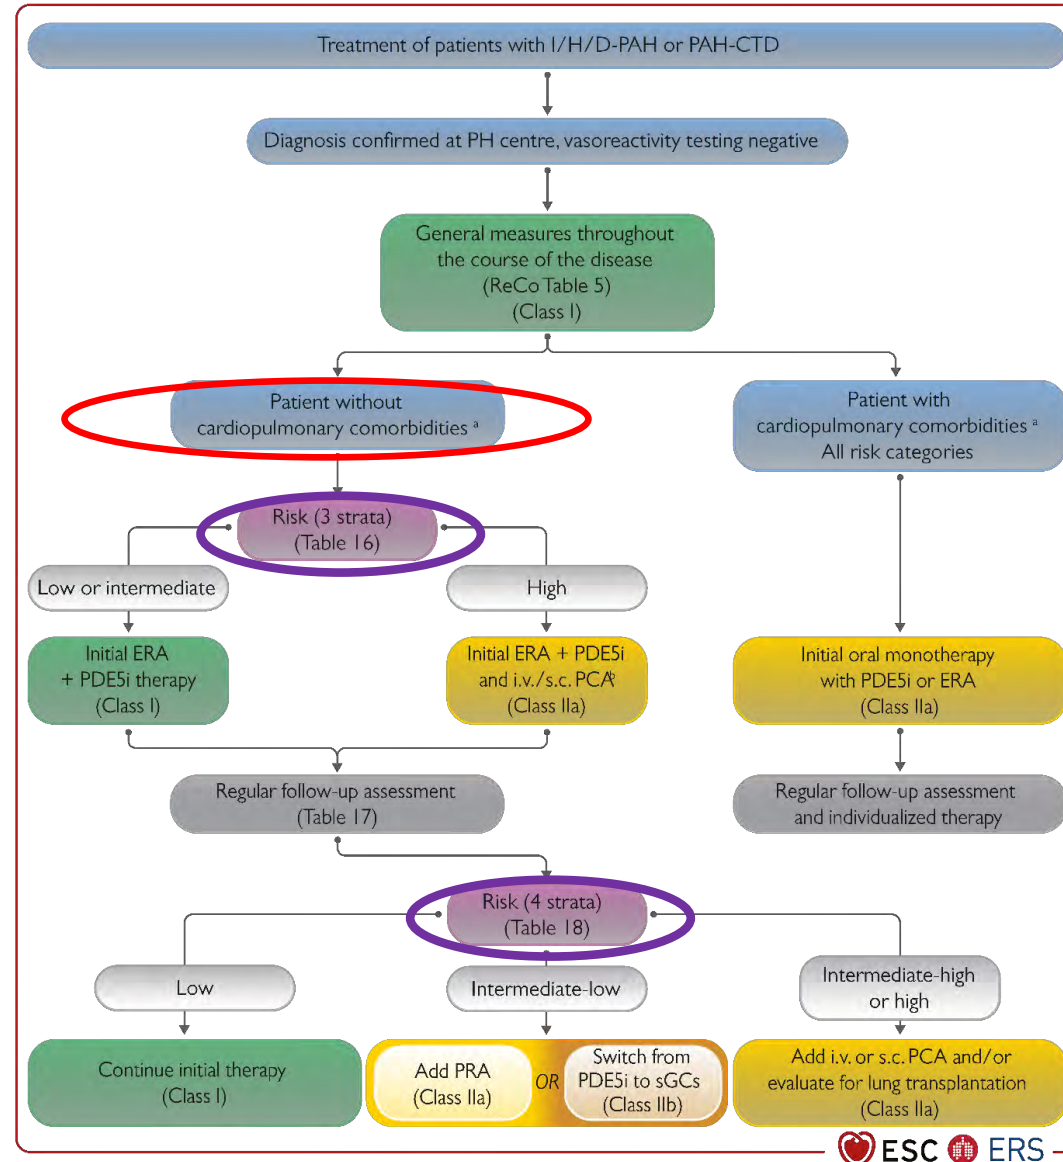 Treatment of patients with I/H/D-PAH or PAH-CTD
Diagnosis confirmed at PH centre, vasoreactivity testing negative
General measures throughout
the course of the disease
(ReCo Table 5)
(Class I)
Patient without
cardiopulmonary comorbidities a
Patient with
cardiopulmonary comorbidities a
All risk categories
Risk (3 strata)
(Table 16)
Low or intermediate
High
Initial ERA
+ PDE5i therapy
(Class I)
Initial ERA + PDE5i
and i.v./s.c. PCA b
(Class IIa)
Initial oral monotherapy
with PDE5i or ERA
(Class IIa)
Regular follow-up assessment
(Table 17)
Regular follow-up assessment
and individualized therapy
Risk (4 strata)
(Table 18)
Low
Intermediate-low
Intermediate-high
or high
Continue initial therapy
(Class I)
Add PRA
(Class IIa)
OR
Switch from
PDE5i to sGCs
(Class IIb)
Add i.v. or s.c. PCA and/or
evaluate for lung transplantation
(Class IIa)
ESC ERS